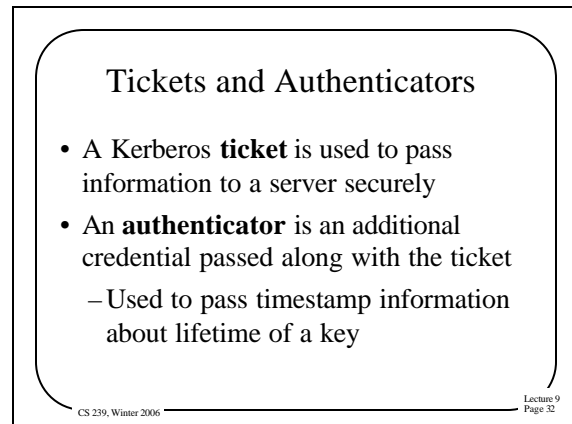 Tickets and Authenticators
• A Kerberos ticket is used to pass
information to a server securely
• An authenticator is an additional
credential passed along with the ticket
–Used to pass timestamp information
about lifetime of a key
CS 239, Winter 2006
Lecture 9
Page 32